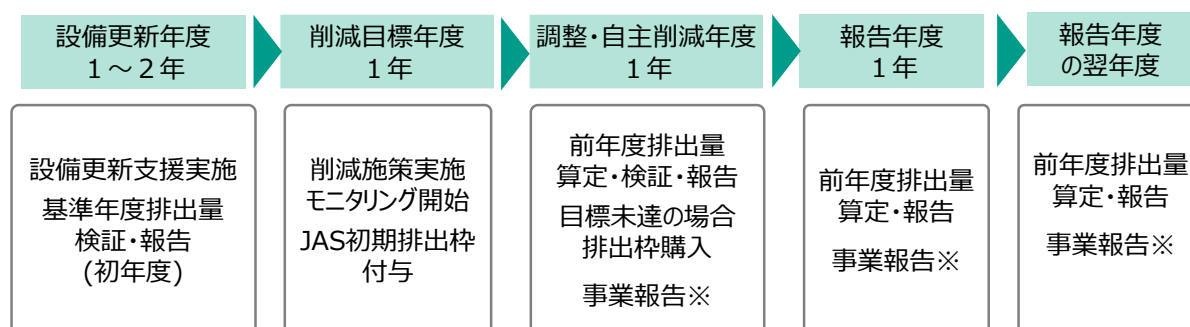 設備更新年度
1～2年
削減目標年度
1年
調整・自主削減年度
1年
報告年度
1年
報告年度
の翌年度
設備更新支援実施
基準年度排出量
検証・報告
(初年度)
削減施策実施
モニタリング開始
JAS初期排出枠
付与
前年度排出量
算定・検証・報告
目標未達の場合
排出枠購入
事業報告※
前年度排出量
算定・報告
事業報告※
前年度排出量
算定・報告
事業報告※